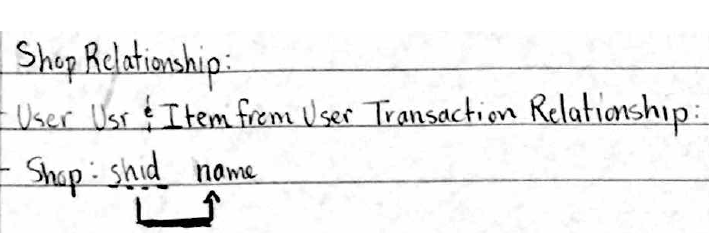 Shop Relationship:
- User Usr & Item from User Transaction Relationship:
- Shop: shid name